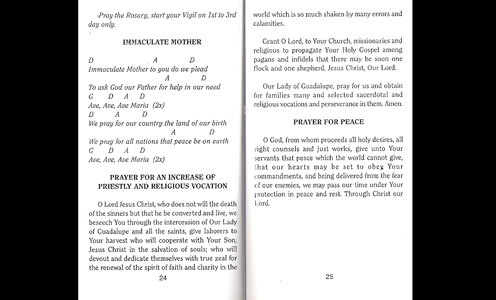 -Pray the Rosary, start your Vigil on 1st to 3rd
day only.
IMMACULATE MOTHER
D A D
Immaculate Mother to you do we plead
A D
To ask God our Father for help in our need
G D A D
Ave, Ave, Ave Maria (2x)
D A D
We pray for our country the land of our birth
A D
We pray for all nations that peace be on earth
G D A D
Ave, Ave, Ave Maria (2x)
PRAYER FOR AN INCREASE OF
PRIESTLY AND RELIGIOUS VOCATION
O Lord Jesus Christ, who does not will the death
of the sinners but that he be converted and live, we
beseech You through the intercession of Our Lady
of Guadalupe and all the saints, give laborers to
Your harvest who will cooperate with Your Son,
Jesus Christ in the salvation of souls; who will
devout and dedicate themselves with true zeal for
the renewal of the spirit of faith and charity in the
24
world which is so much shaken by many errors and
calamities.
Grant O Lord, to Your Church, missionaries and
religious to propagate Your Holy Gospel among
pagans and infidels that there may be soon one
flock and one shepherd, Jesus Christ, Our Lord.
Our Lady of Guadalupe, pray for us and obtain
for families many and selected sacerdotal and
religious vocations and perseverance in them. Amen.
PRAYER FOR PEACE
O God, from whom proceeds all holy desires, all
right counsels and just works, give unto Your
servants that peace which the world cannot give,
that our hearts may be set to obey Your
commandments, and being delivered from the fear
of our enemies, we may pass our time under Your
protection in peace and rest. Through Christ our
Lord.
25